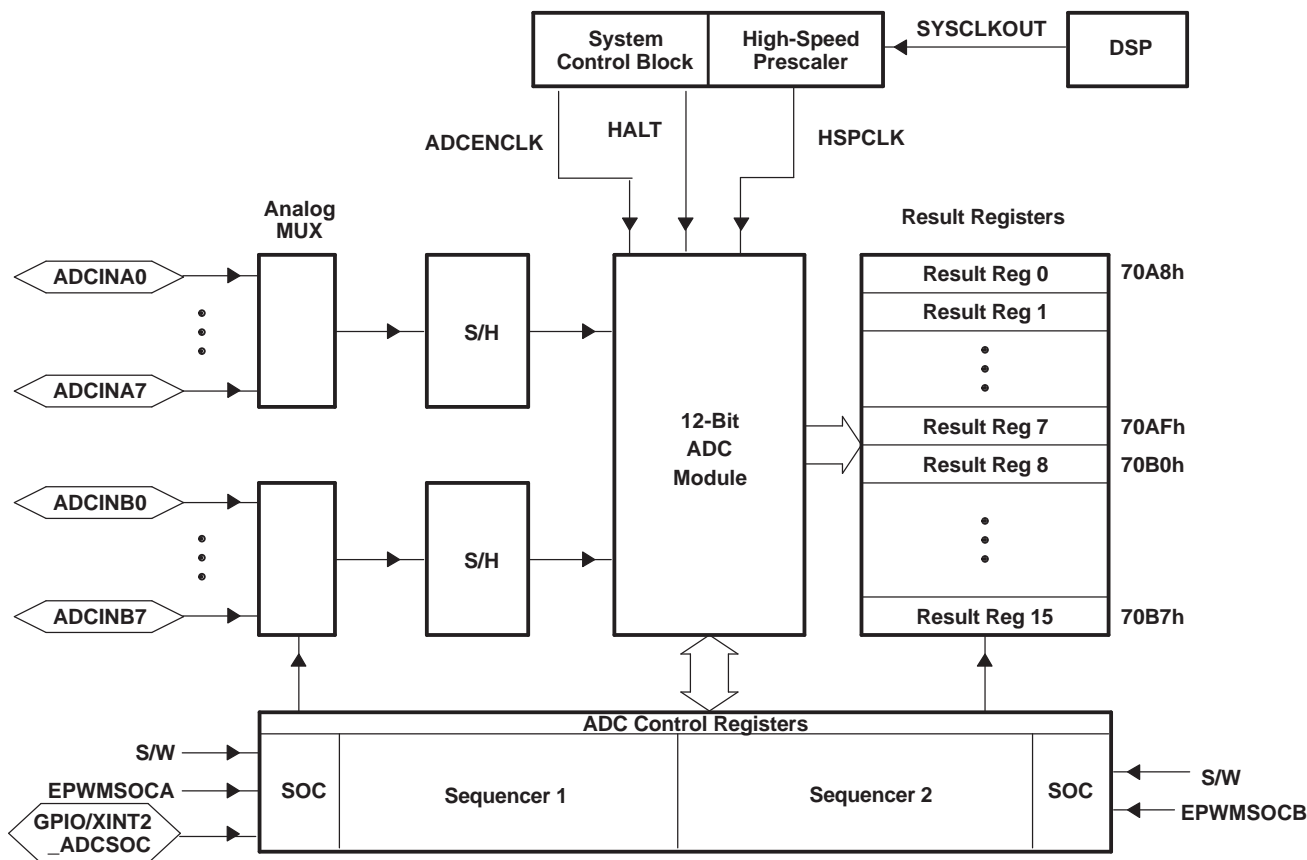 System
Control Block
High-Speed
Prescaler
SYSCLKOUT
DSP
ADCENCLK
HALT
HSPCLK
Analog
MUX
Result Registers
ADCINA0
ADCINA7
S/H
12-Bit
ADC
Module
Result Reg 0
70A8h
Result Reg 1
Result Reg 7
70AFh
Result Reg 8
70B0h
Result Reg 15
70B7h
ADCINB0
ADCINB7
S/H
ADC Control Registers
S/W
EPWMSOCA
GPIO/XINT2
_ADCSOC
SOC
Sequencer 1
Sequencer 2
SOC
S/W
EPWMSOCB